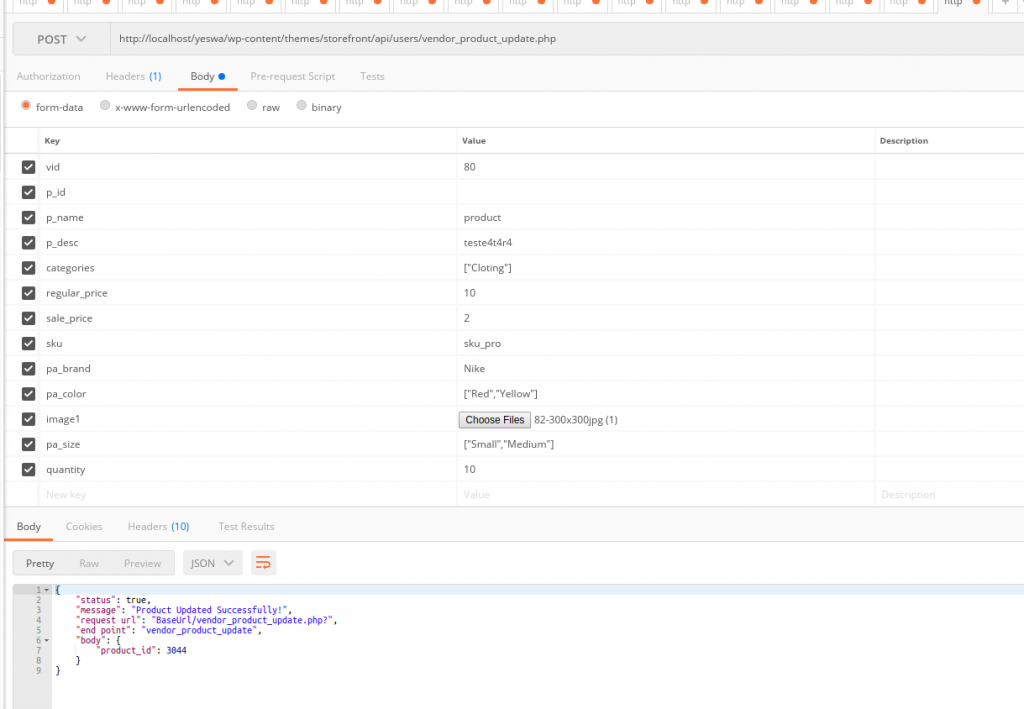 http http http http http http http http http http http http http http http http http http +
POST http://localhost/yeswa/wp-content/themes/storefront/api/users/vendor_product_update.php
Authorization Headers (1) Body Pre-request Script Tests
form-data x-www-form-urlencoded raw binary
Key Value Description
vid 80
p_id
p_name product
p_desc teste4t4r4
categories ["Cloting"]
regular_price 10
sale_price 2
sku sku_pro
pa_brand Nike
pa_color ["Red","Yellow"]
image1 Choose Files 82-300x300jpg (1)
pa_size ["Small","Medium"]
quantity 10
New key Value Description
Body Cookies Headers (10) Test Results
Pretty Raw Preview JSON
1 {
2 "status": true,
3 "message": "Product Updated Successfully!",
4 "request url": "BaseUrl/vendor_product_update.php?",
5 "end point": "vendor_product_update",
6 "body": {
7 "product_id": 3044
8 }
9 }